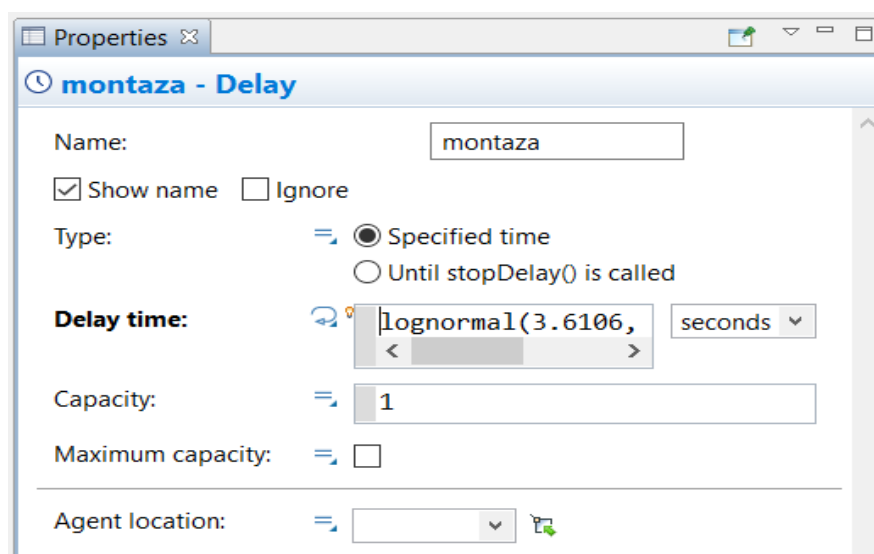 Properties
montaza - Delay
Name: montaza
Show name Ignore
Type: Specified time
Until stopDelay() is called
Delay time: lognormal(3.6106, seconds
Capacity: 1
Maximum capacity:
Agent location: